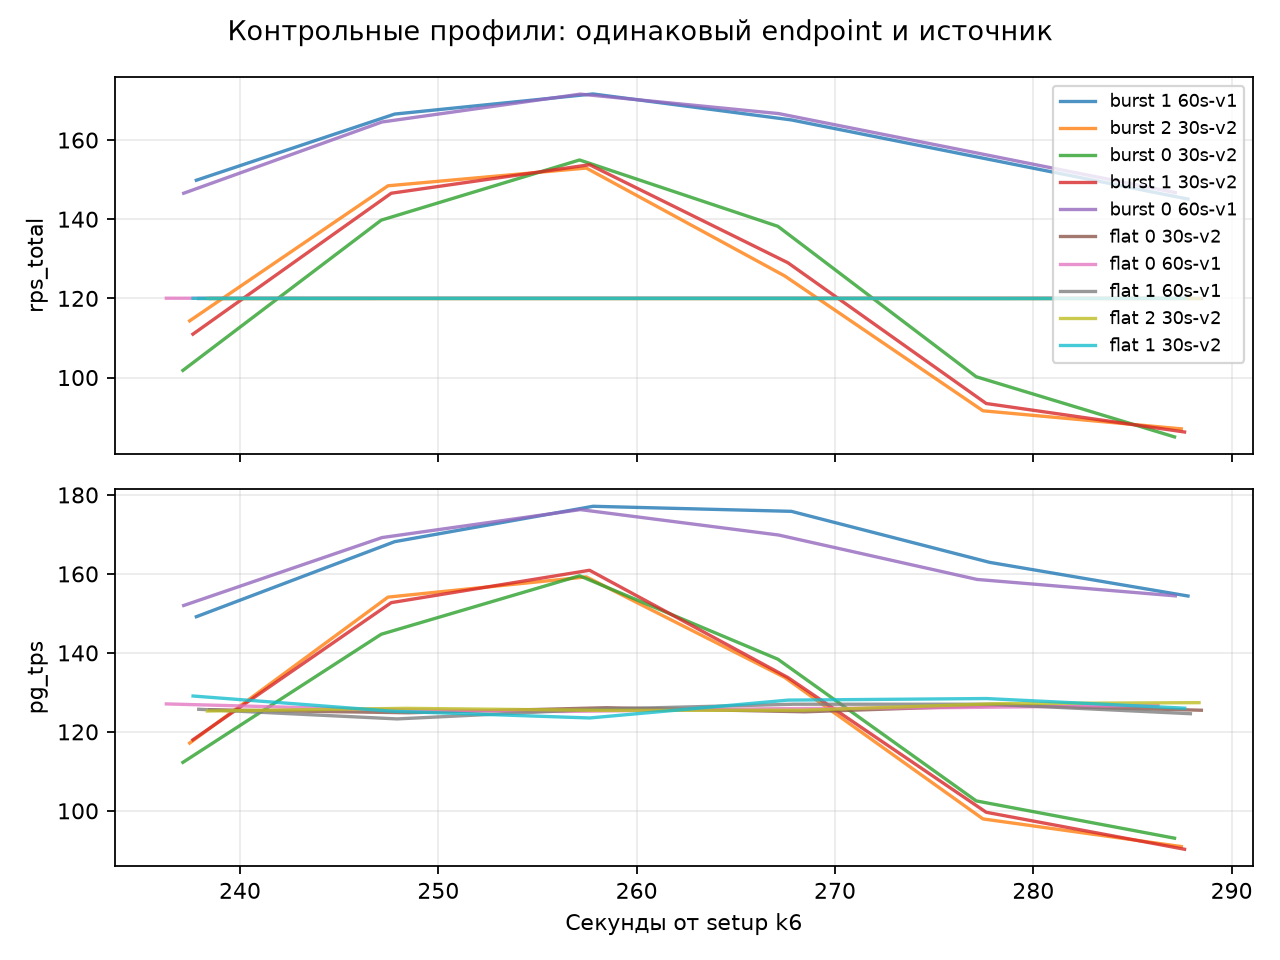 Контрольные профили: одинаковый endpoint и источник
rps_total
160
140
120
100
burst 1 60s-v1
burst 2 30s-v2
burst 0 30s-v2
burst 1 30s-v2
burst 0 60s-v1
flat 0 30s-v2
flat 0 60s-v1
flat 1 60s-v1
flat 2 30s-v2
flat 1 30s-v2
pg_tps
180
160
140
120
100
240 250 260 270 280 290
Секунды от setup k6